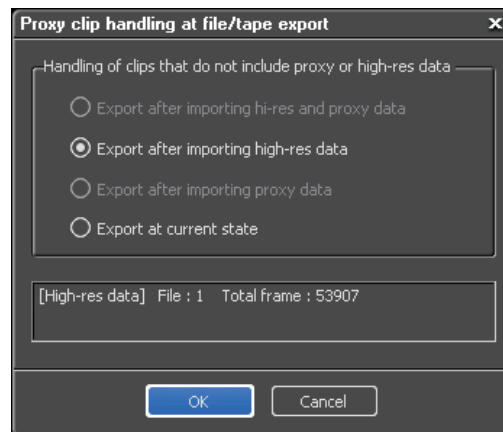 Proxy clip handling at file/tape export
Handling of clips that do not include proxy or high-res data
Export after importing hi-res and proxy data
Export after importing high-res data
Export after importing proxy data
Export at current state
[High-res data] File : 1 Total frame : 53907
OK Cancel